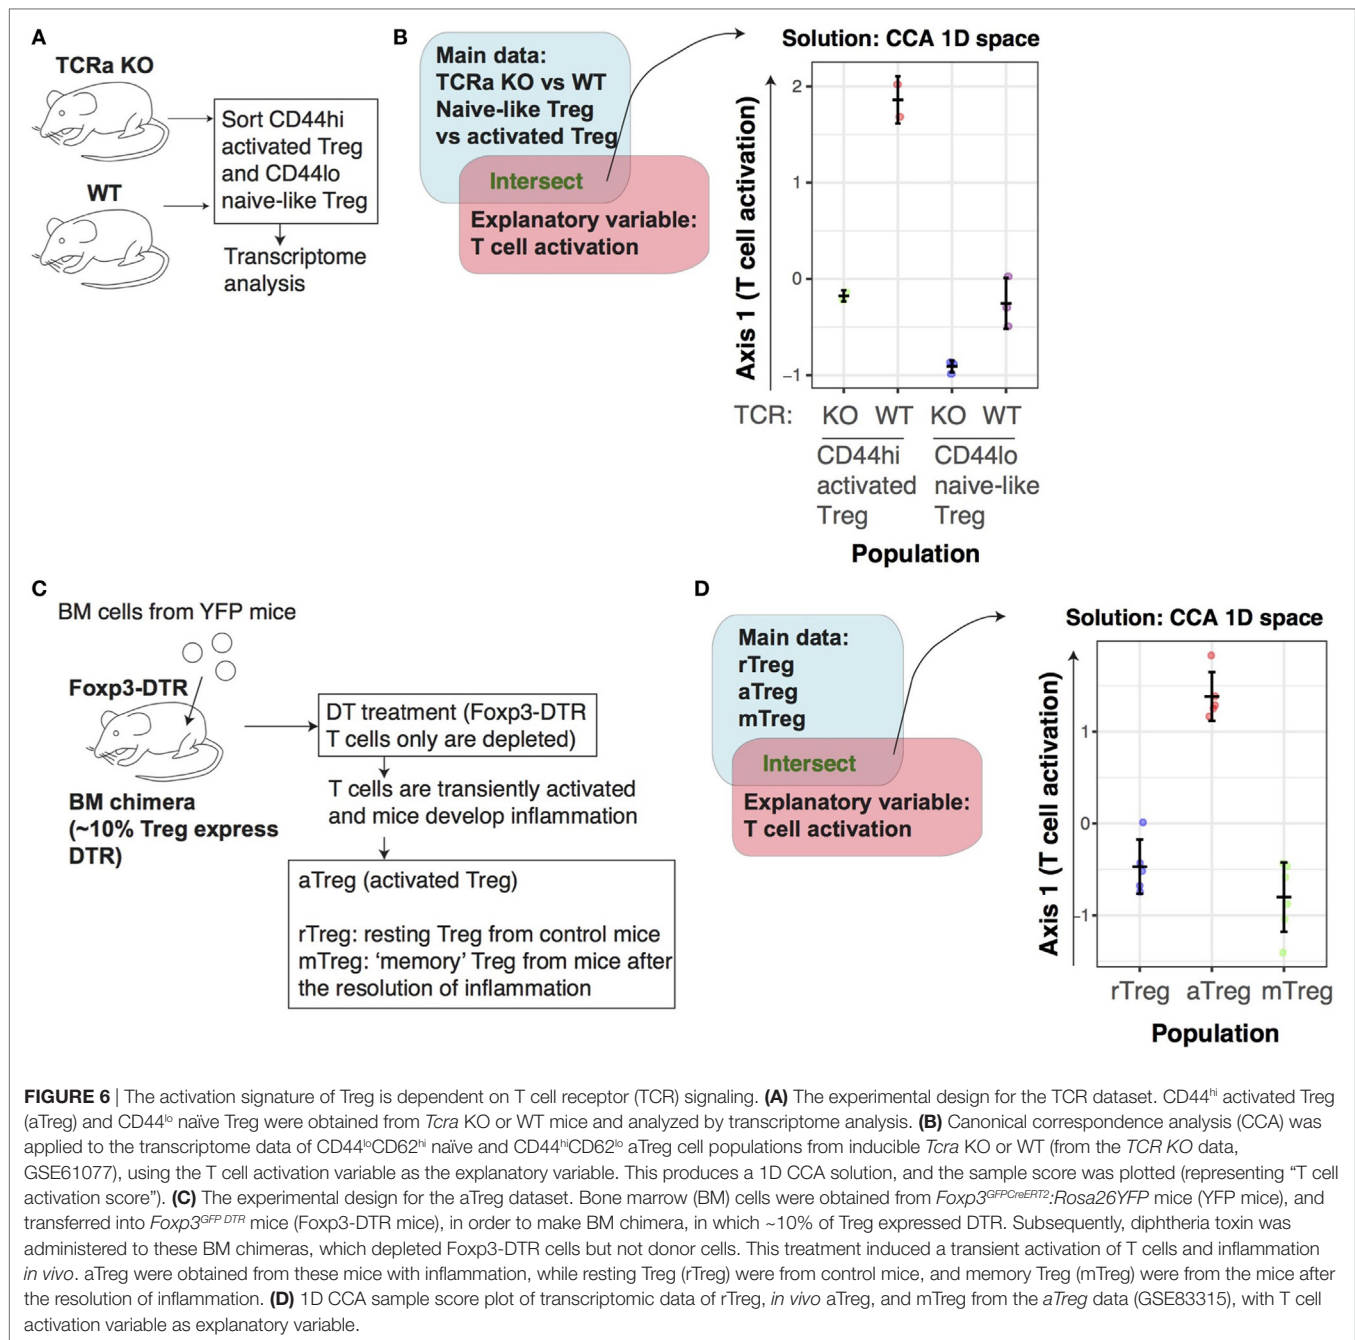 A
TCRa KO
WT
Sort CD44hi
activated Treg
and CD44lo
naive-like Treg
Transcriptome
analysis
B
Main data:
TCRa KO vs WT
Naive-like Treg
vs activated Treg
Intersect
Explanatory variable:
T cell activation
Solution: CCA 1D space
Axis 1 (T cell activation)
2
1
0
−1
TCR: KO WT KO WT
CD44hi
activated
Treg
CD44lo
naive-like
Treg
Population
C
BM cells from YFP mice
Foxp3-DTR
BM chimera
(~10% Treg express
DTR)
DT treatment (Foxp3-DTR
T cells only are depleted)
T cells are transiently activated
and mice develop inflammation
aTreg (activated Treg)
rTreg: resting Treg from control mice
mTreg: ‘memory’ Treg from mice after
the resolution of inflammation
D
Main data:
rTreg
aTreg
mTreg
Intersect
Explanatory variable:
T cell activation
Solution: CCA 1D space
Axis 1 (T cell activation)
1
0
−1
rTreg aTreg mTreg
Population
FIGURE 6 | The activation signature of Treg is dependent on T cell receptor (TCR) signaling. (A) The experimental design for the TCR dataset. CD44hi activated Treg
(aTreg) and CD44lo naïve Treg were obtained from Tcra KO or WT mice and analyzed by transcriptome analysis. (B) Canonical correspondence analysis (CCA) was
applied to the transcriptome data of CD44loCD62hi naïve and CD44hiCD62lo aTreg cell populations from inducible Tcra KO or WT (from the TCR KO data,
GSE61077), using the T cell activation variable as the explanatory variable. This produces a 1D CCA solution, and the sample score was plotted (representing “T cell
activation score”). (C) The experimental design for the aTreg dataset. Bone marrow (BM) cells were obtained from Foxp3GFPCreERT2:Rosa26YFP mice (YFP mice), and
transferred into Foxp3GFP DTR mice (Foxp3-DTR mice), in order to make BM chimera, in which ~10% of Treg expressed DTR. Subsequently, diphtheria toxin was
administered to these BM chimeras, which depleted Foxp3-DTR cells but not donor cells. This treatment induced a transient activation of T cells and inflammation
in vivo. aTreg were obtained from these mice with inflammation, while resting Treg (rTreg) were from control mice, and memory Treg (mTreg) were from the mice after
the resolution of inflammation. (D) 1D CCA sample score plot of transcriptomic data of rTreg, in vivo aTreg, and mTreg from the aTreg data (GSE83315), with T cell
activation variable as explanatory variable.